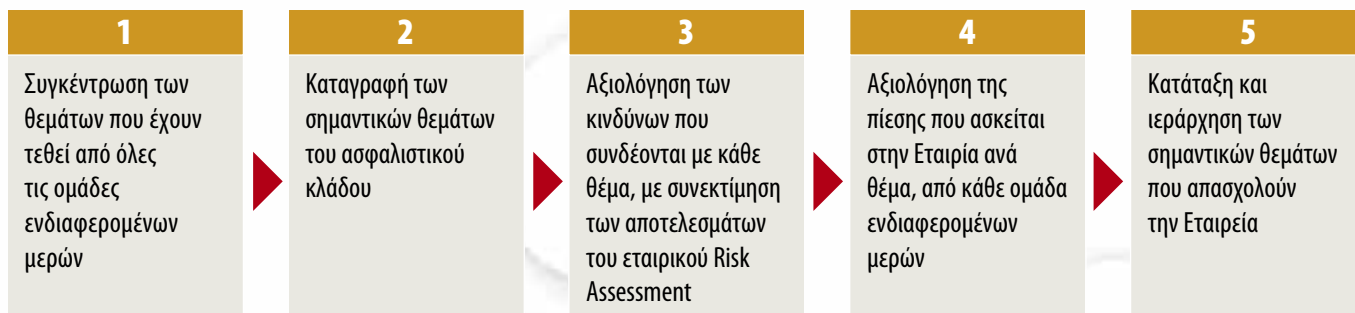 1
Συγκέντρωση των
θεμάτων που έχουν
τεθεί από όλες
τις ομάδες
ενδιαφερομένων
μερών
2
Καταγραφή των
σημαντικών θεμάτων
του ασφαλιστικού
κλάδου
3
Αξιολόγηση των
κινδύνων που
συνδέονται με κάθε
θέμα, με συνεκτίμηση
των αποτελεσμάτων
του εταιρικού Risk
Assessment
4
Αξιολόγηση της
πίεσης που ασκείται
στην Εταιρία ανά
θέμα, από κάθε ομάδα
ενδιαφερομένων
μερών
5
Κατάταξη και
ιεράρχηση των
σημαντικών θεμάτων
που απασχολούν
την Εταιρεία